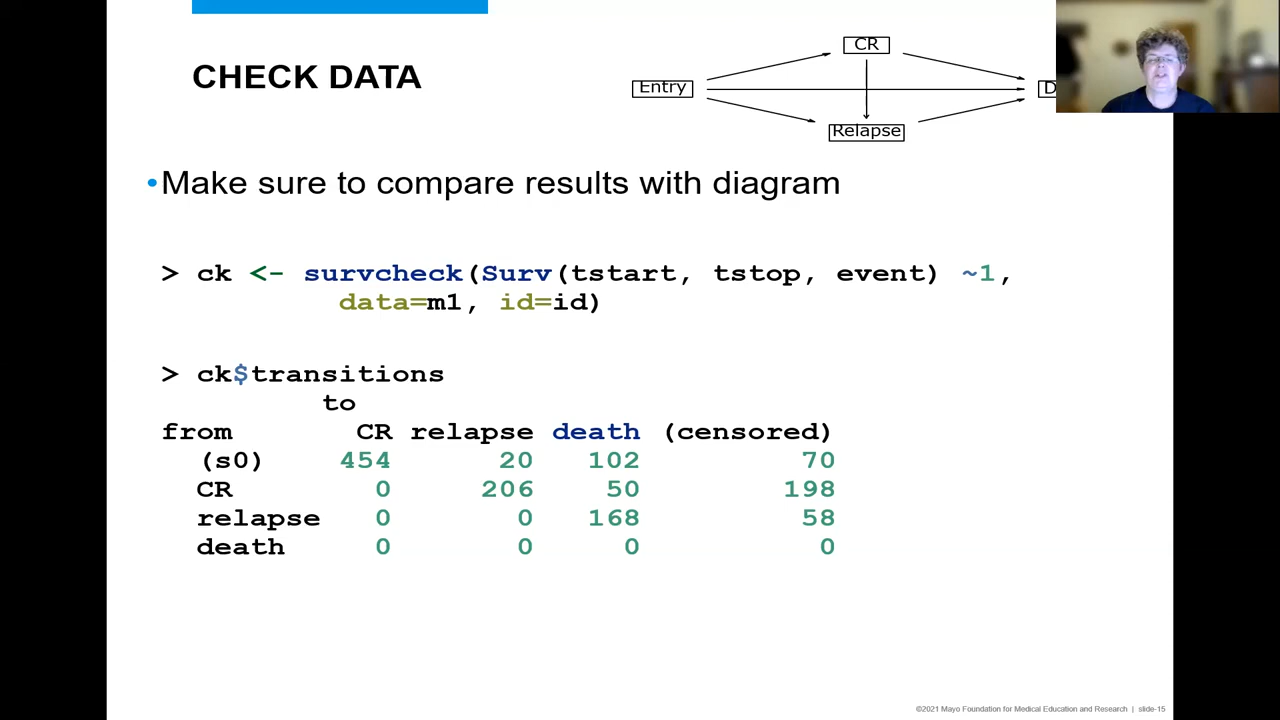 CHECK DATA
CR
Entry
D
Relapse
•Make sure to compare results with diagram
> ck <- survcheck(Surv(tstart, tstop, event) ~1,
data=m1, id=id)
> ck$transitions
to
from CR relapse death (censored)
(s0) 454 20 102 70
CR 0 206 50 198
relapse 0 0 168 58
death 0 0 0 0
©2021 Mayo Foundation for Medical Education and Research | slide-15